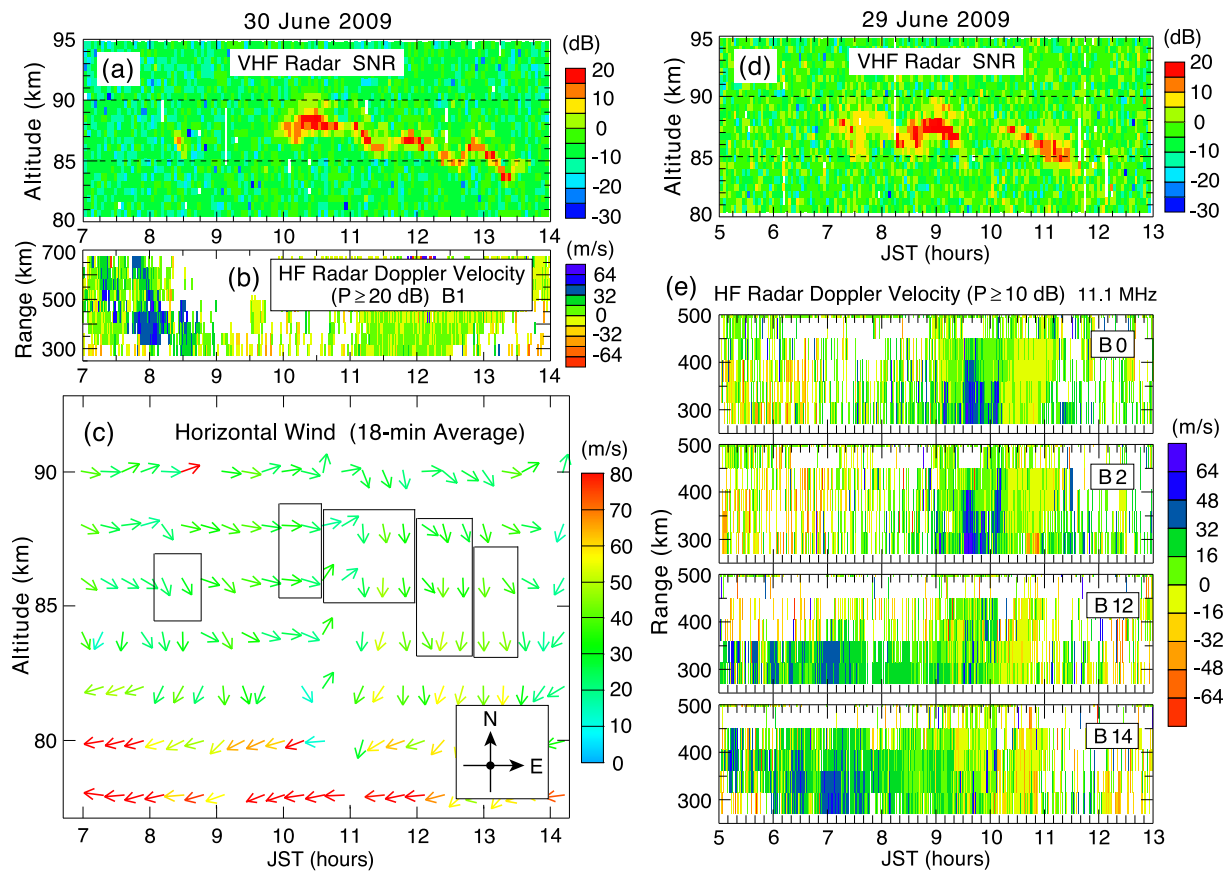 30 June 2009
(a)
VHF Radar SNR
(dB)
Altitude (km)
95
90
85
80
20
10
0
-10
-20
-30
7 8 9 10 11 12 13 14
(b)
HF Radar Doppler Velocity
(P ≥ 20 dB) B1
(m/s)
Range (km)
700
500
300
64
32
0
-32
-64
7 8 9 10 11 12 13 14
(c)
Horizontal Wind (18-min Average)
(m/s)
Altitude (km)
90
85
80
80
70
60
50
40
30
20
10
0
N
E
7 8 9 10 11 12 13 14
JST (hours)
29 June 2009
(d)
VHF Radar SNR
(dB)
Altitude (km)
95
90
85
80
20
10
0
-10
-20
-30
5 6 7 8 9 10 11 12 13
JST (hours)
(e)
HF Radar Doppler Velocity (P ≥ 10 dB) 11.1 MHz
Range (km)
500
400
300
B 0
500
400
300
B 2
500
400
300
B 12
500
400
300
B 14
(m/s)
64
48
32
16
0
-16
-32
-48
-64
5 6 7 8 9 10 11 12 13
JST (hours)